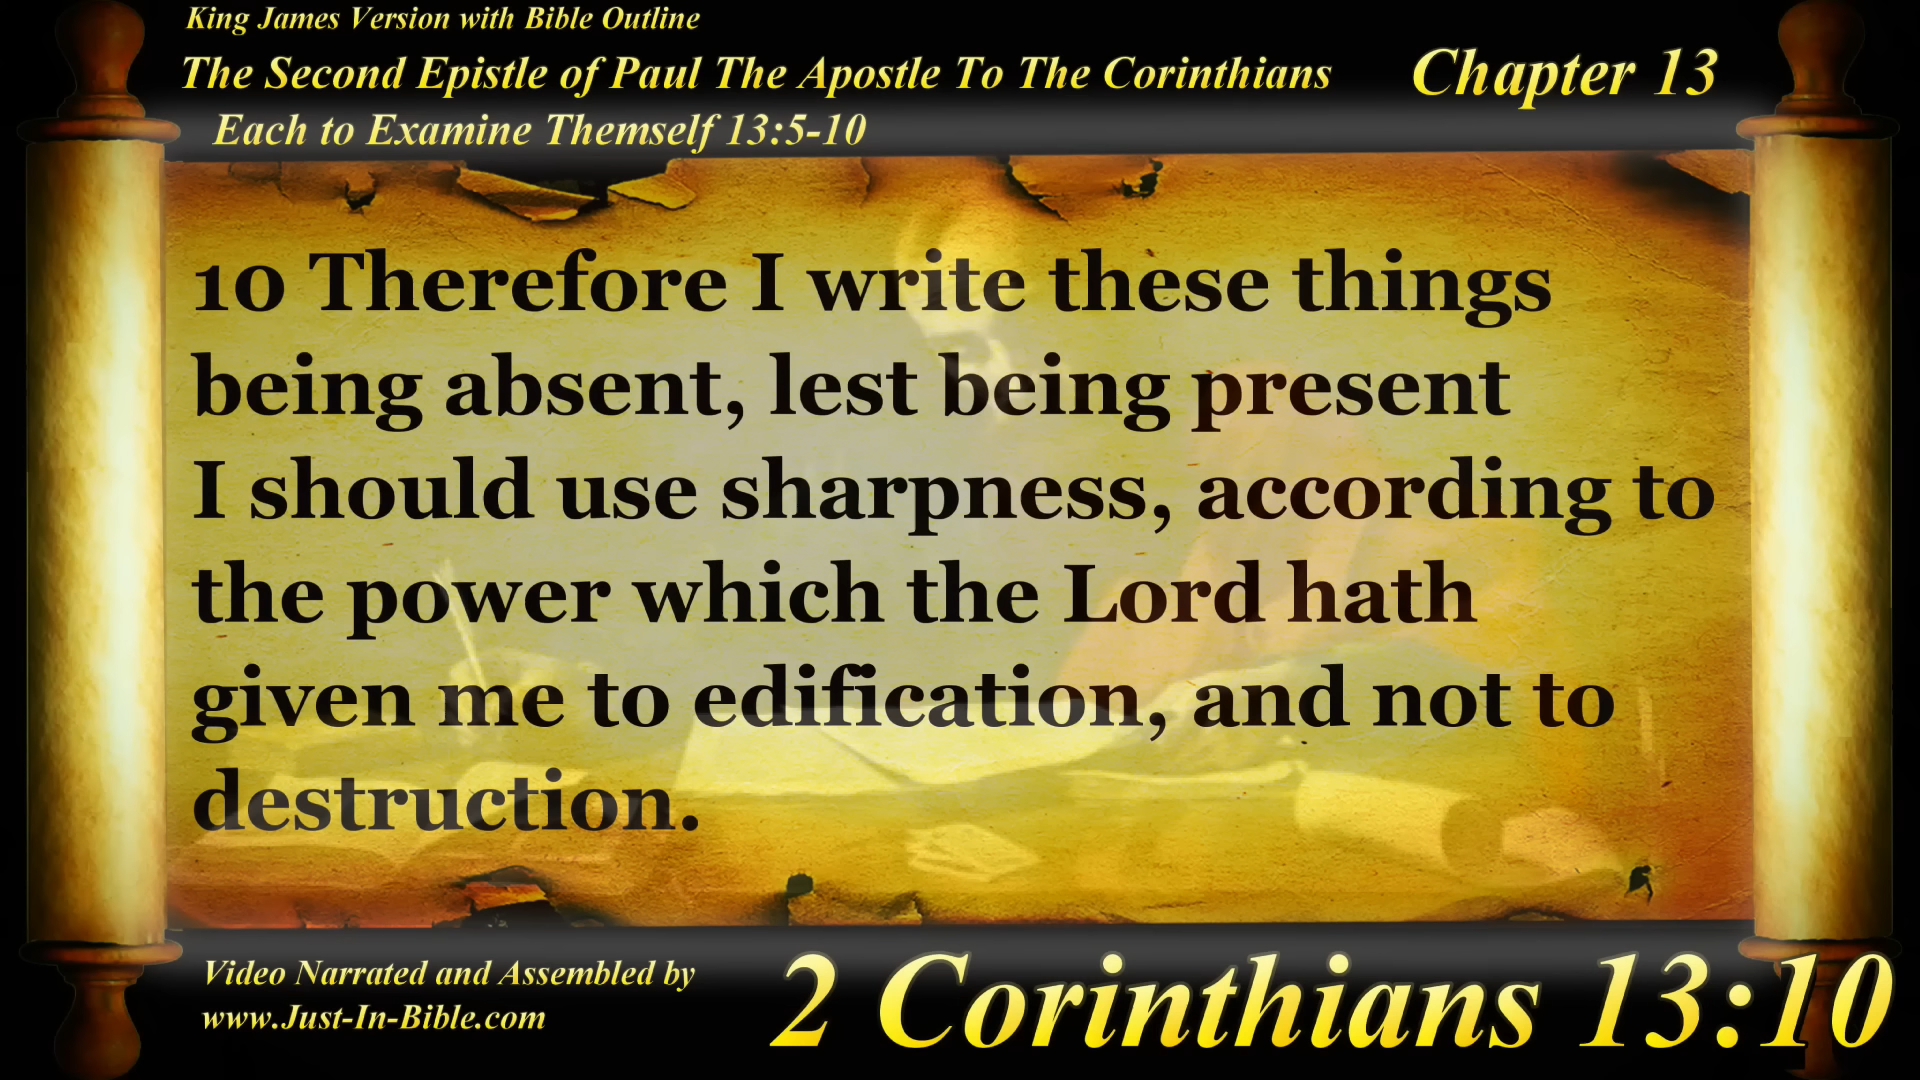 King James Version with Bible Outline
The Second Epistle of Paul The Apostle To The Corinthians
Chapter 13
Each to Examine Themself 13:5-10
10 Therefore I write these things
being absent, lest being present
I should use sharpness, according to
the power which the Lord hath
given me to edification, and not to
destruction.
Video Narrated and Assembled by
www.Just-In-Bible.com
2 Corinthians 13:10